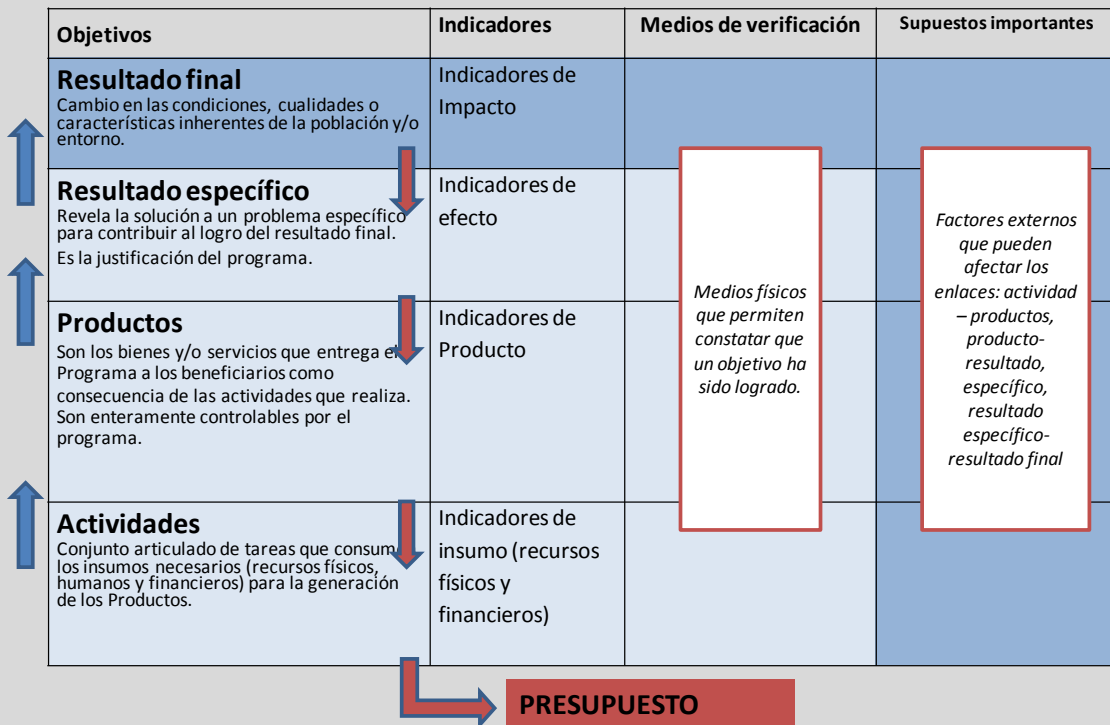 Objetivos
Indicadores
Medios de verificación
Supuestos importantes
Resultado final
Cambio en las condiciones, cualidades o
características inherentes de la población y/o
entorno.
Indicadores de
Impacto
Resultado específico
Revela la solución a un problema específico
para contribuir al logro del resultado final.
Es la justificación del programa.
Indicadores de
efecto
Productos
Son los bienes y/o servicios que entrega el
Programa a los beneficiarios como
consecuencia de las actividades que realiza.
Son enteramente controlables por el
programa.
Indicadores de
Producto
Actividades
Conjunto articulado de tareas que consum
los insumos necesarios (recursos físicos,
humanos y financieros) para la generación
de los Productos.
Indicadores de
insumo (recursos
físicos y
financieros)
Medios físicos
que permiten
constatar que
un objetivo ha
sido logrado.
Factores externos
que pueden
afectar los
enlaces: actividad
– productos,
producto-
resultado,
específico,
resultado
específico-
resultado final
PRESUPUESTO